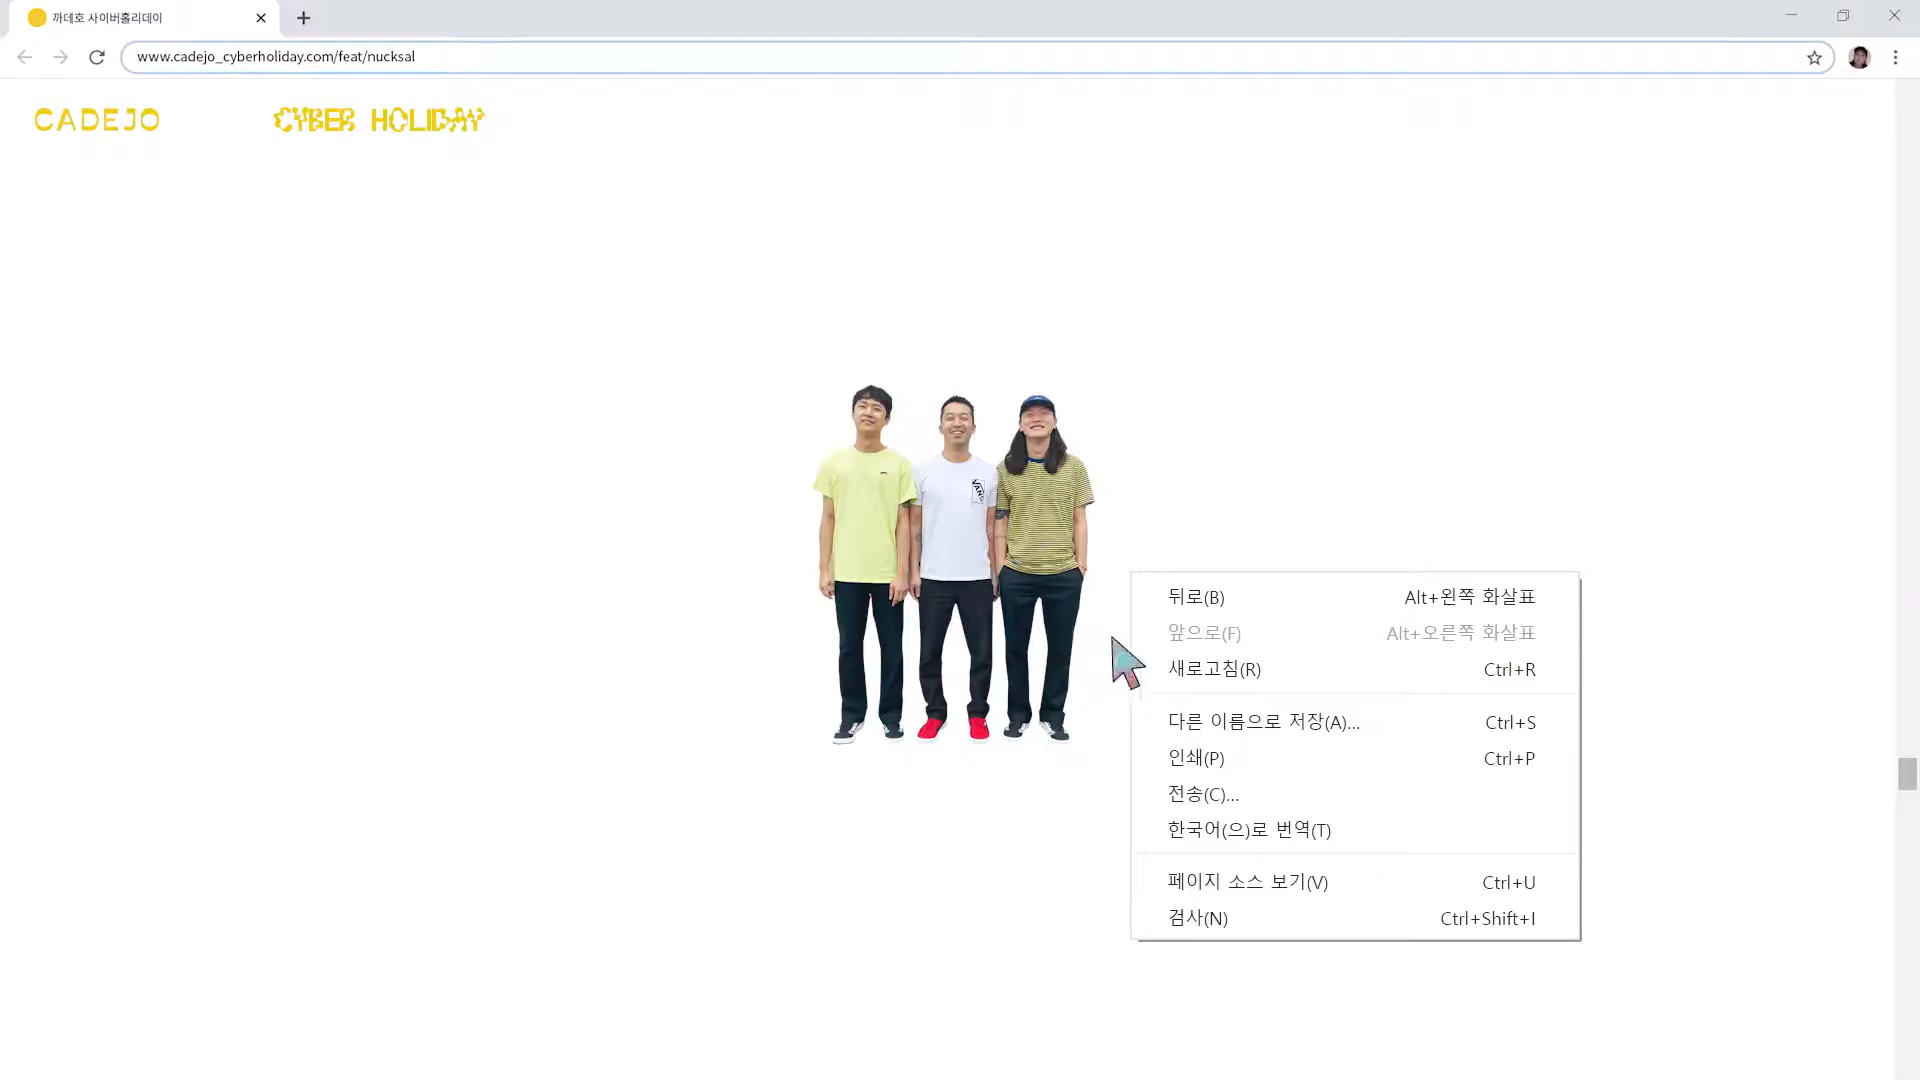 까데호 사이버홀리데이
www.cadejo_cyberholiday.com/feat/nucksal
CADEJO CYBER HOLIDAY
VANS
뒤로(B) Alt+왼쪽 화살표
앞으로(F) Alt+오른쪽 화살표
새로고침(R) Ctrl+R
다른 이름으로 저장(A)... Ctrl+S
인쇄(P) Ctrl+P
전송(C)...
한국어(으)로 번역(T)
페이지 소스 보기(V) Ctrl+U
검사(N) Ctrl+Shift+I